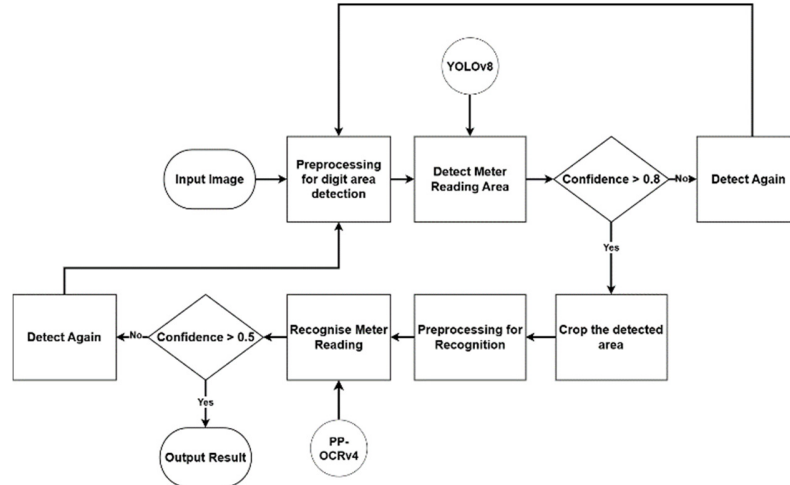 YOLOv8
Input Image
Preprocessing
for digit area
detection
Detect Meter
Reading Area
Confidence > 0.8
No
Detect Again
Yes
Detect Again
No
Confidence > 0.5
Recognise Meter
Reading
Preprocessing for
Recognition
Crop the detected
area
Yes
Output Result
PP-
OCRv4